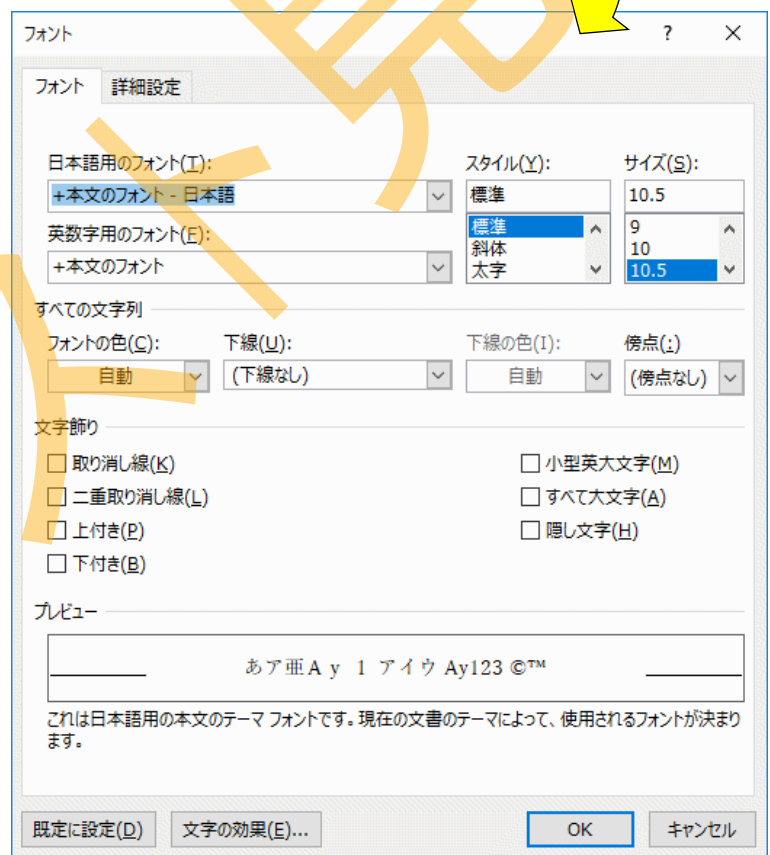 フォント ? ×
フォント 詳細設定
日本語用のフォント(T): スタイル(Y): サイズ(S):
+本文のフォント - 日本語 標準 10.5
英数字用のフォント(F): 標準 9
斜体 10
+本文のフォント 太字 10.5
すべての文字列
フォントの色(C): 下線(U): 下線の色(I): 傍点(:)
自動 (下線なし) 自動 (傍点なし)
文字飾り
取り消し線(K) 小型英大文字(M)
二重取り消し線(L) すべて大文字(A)
上付き(P) 隠し文字(H)
下付き(B)
プレビュー
あア亜Ay 1 アイウ Ay123 ©™
これは日本語用の本文のテーマ フォントです。現在の文書のテーマによって、使用されるフォントが決まり
ます。
既定に設定(D) 文字の効果(E)... OK キャンセル